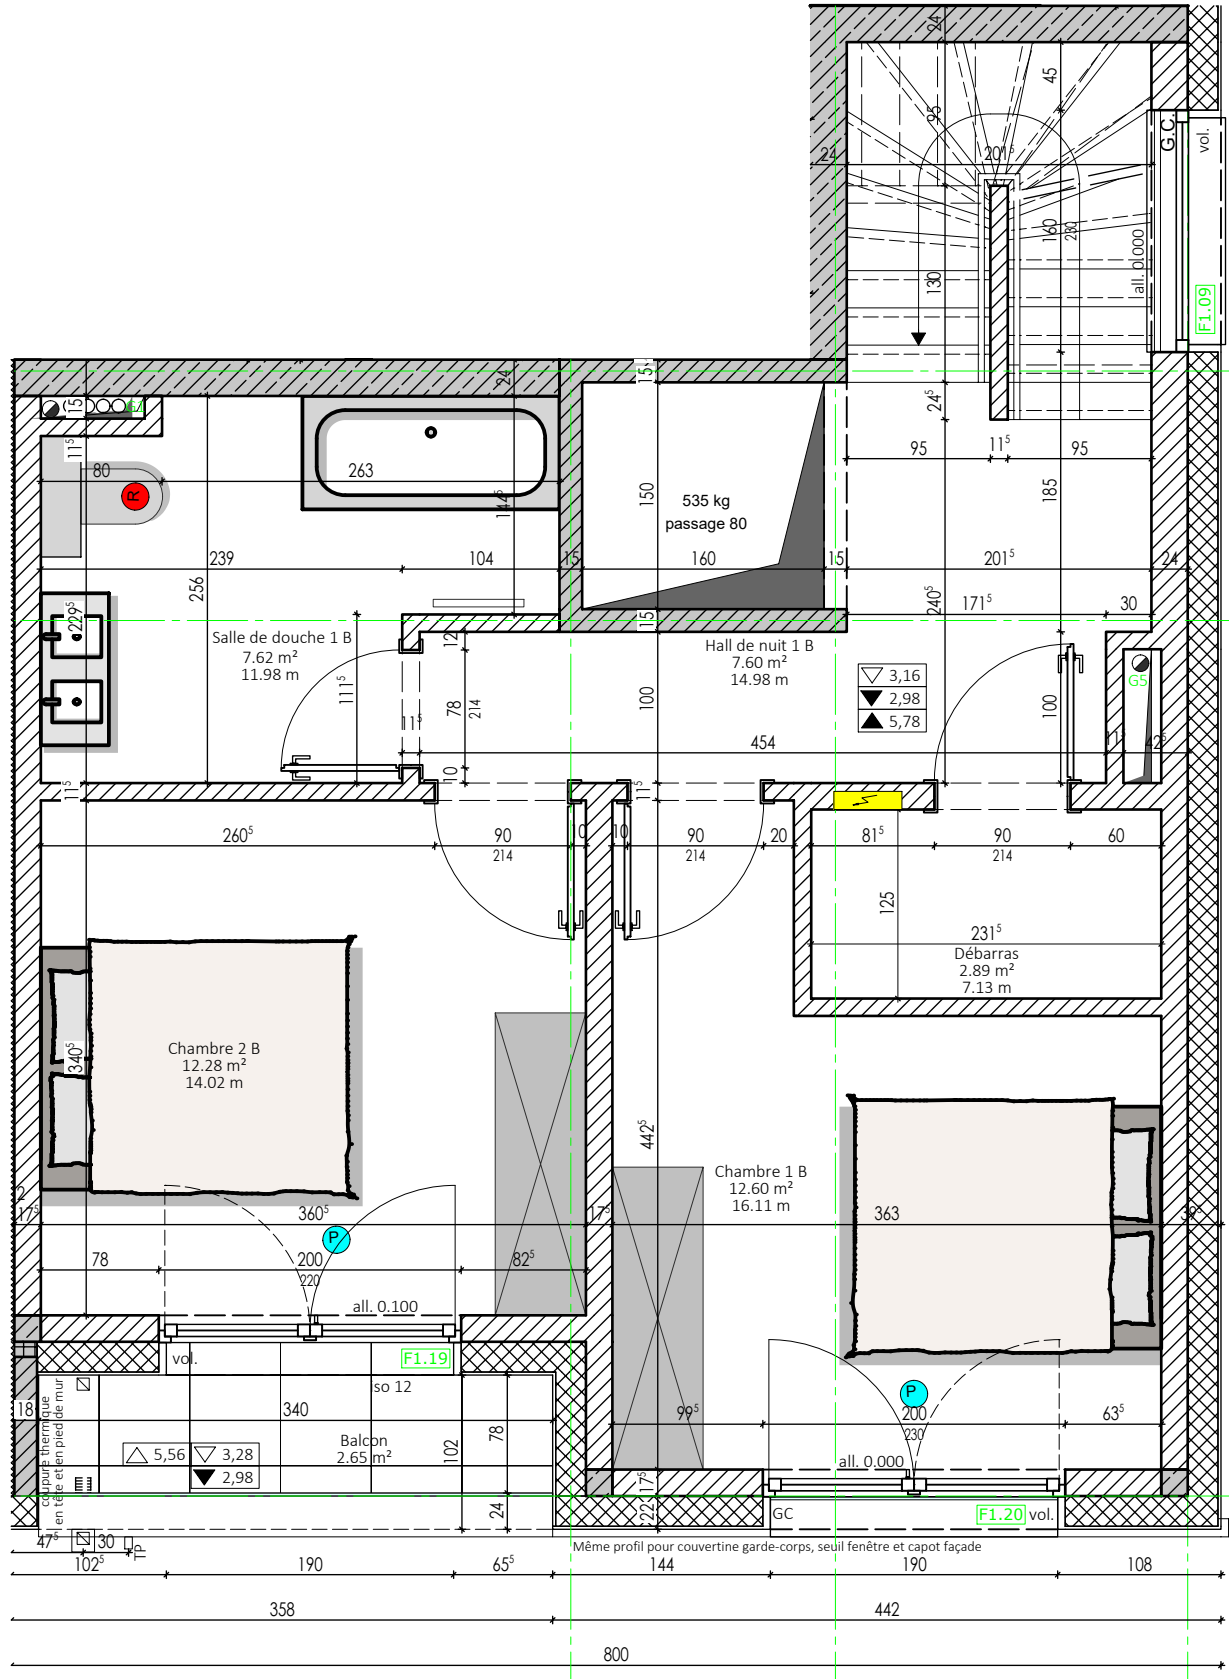 24
45
95
G.C.
vol.
24
201⁵
160
230
all. 0.000
130
F1.09
24
15
15
G1
24⁵
11⁵
80
263
144⁵
150
535 kg
passage 80
95
11⁵
95
185
239
104
15
160
15
201⁵
24
256
240⁵
171⁵
30
229⁵
15
Salle de douche 1 B
7.62 m²
11.98 m
12
Hall de nuit 1 B
7.60 m²
14.98 m
3,16
2,98
5,78
G5
111⁵
78
214
100
100
11⁵
454
11⁵
42⁵
10
11⁵
11⁵
260⁵
90
214
10
10
90
214
20
81⁵
90
214
60
125
231⁵
Débarras
2.89 m²
7.13 m
Chambre 2 B
12.28 m²
14.02 m
340⁵
442⁵
Chambre 1 B
12.60 m²
16.11 m
2
17⁵
360⁵
17⁵
363
39⁵
P
78
200
220
82⁵
all. 0.100
vol.
F1.19
so 12
P
18
340
99⁵
200
230
63⁵
coupure thermique
en tête et en pied de mur
5,56
3,28
2,98
Balcon
2.65 m²
102
78
all. 0.000
17⁵
24
22
GC
F1.20
vol.
47⁵
30
TP
Même profil pour couvertine garde-corps, seuil fenêtre et capot façade
102⁵
190
65⁵
144
190
108
358
442
800
R